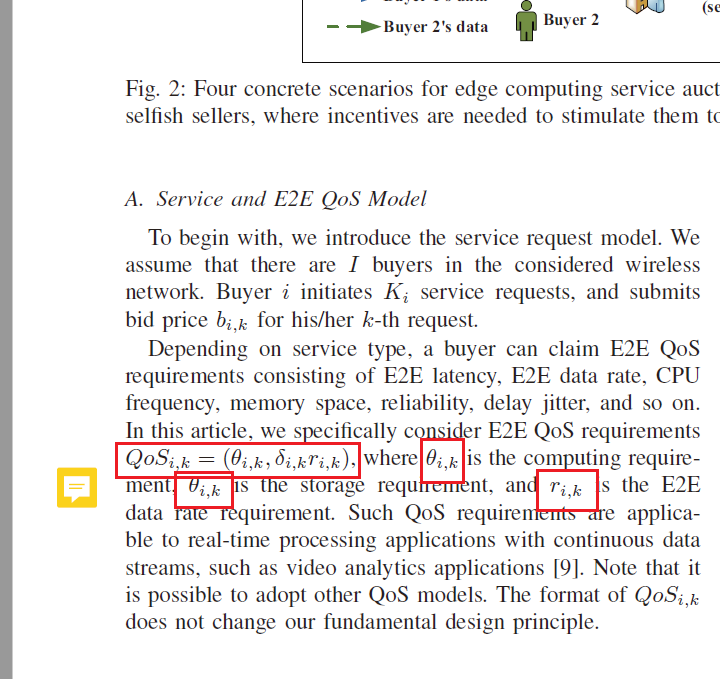 Buyer 2's data
Buyer 2
(se
Fig. 2: Four concrete scenarios for edge computing service auct
selfish sellers, where incentives are needed to stimulate them to
A. Service and E2E QoS Model
To begin with, we introduce the service request model. We
assume that there are I buyers in the considered wireless
network. Buyer i initiates K_i service requests, and submits
bid price b_{i,k} for his/her k-th request.
Depending on service type, a buyer can claim E2E QoS
requirements consisting of E2E latency, E2E data rate, CPU
frequency, memory space, reliability, delay jitter, and so on.
In this article, we specifically consider E2E QoS requirements
QoS_{i,k} = (θ_{i,k}, δ_{i,k}r_{i,k}), where θ_{i,k} is the computing require-
ment, θ_{i,k} is the storage requirement, and r_{i,k} is the E2E
data rate requirement. Such QoS requirements are applica-
ble to real-time processing applications with continuous data
streams, such as video analytics applications [9]. Note that it
is possible to adopt other QoS models. The format of QoS_{i,k}
does not change our fundamental design principle.